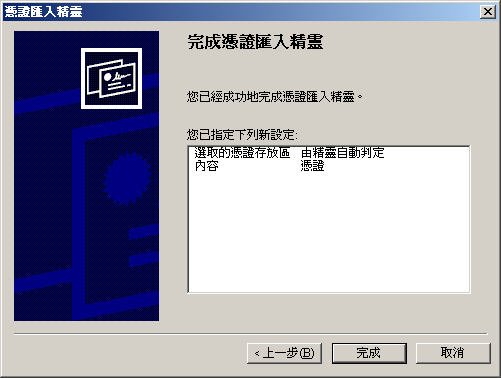 憑證匯入精靈
完成憑證匯入精靈
您已經成功地完成憑證匯入精靈。
您已指定下列新設定:
選取的憑證存放區 由精靈自動判定
內容 憑證
<上一步(B) 完成 取消